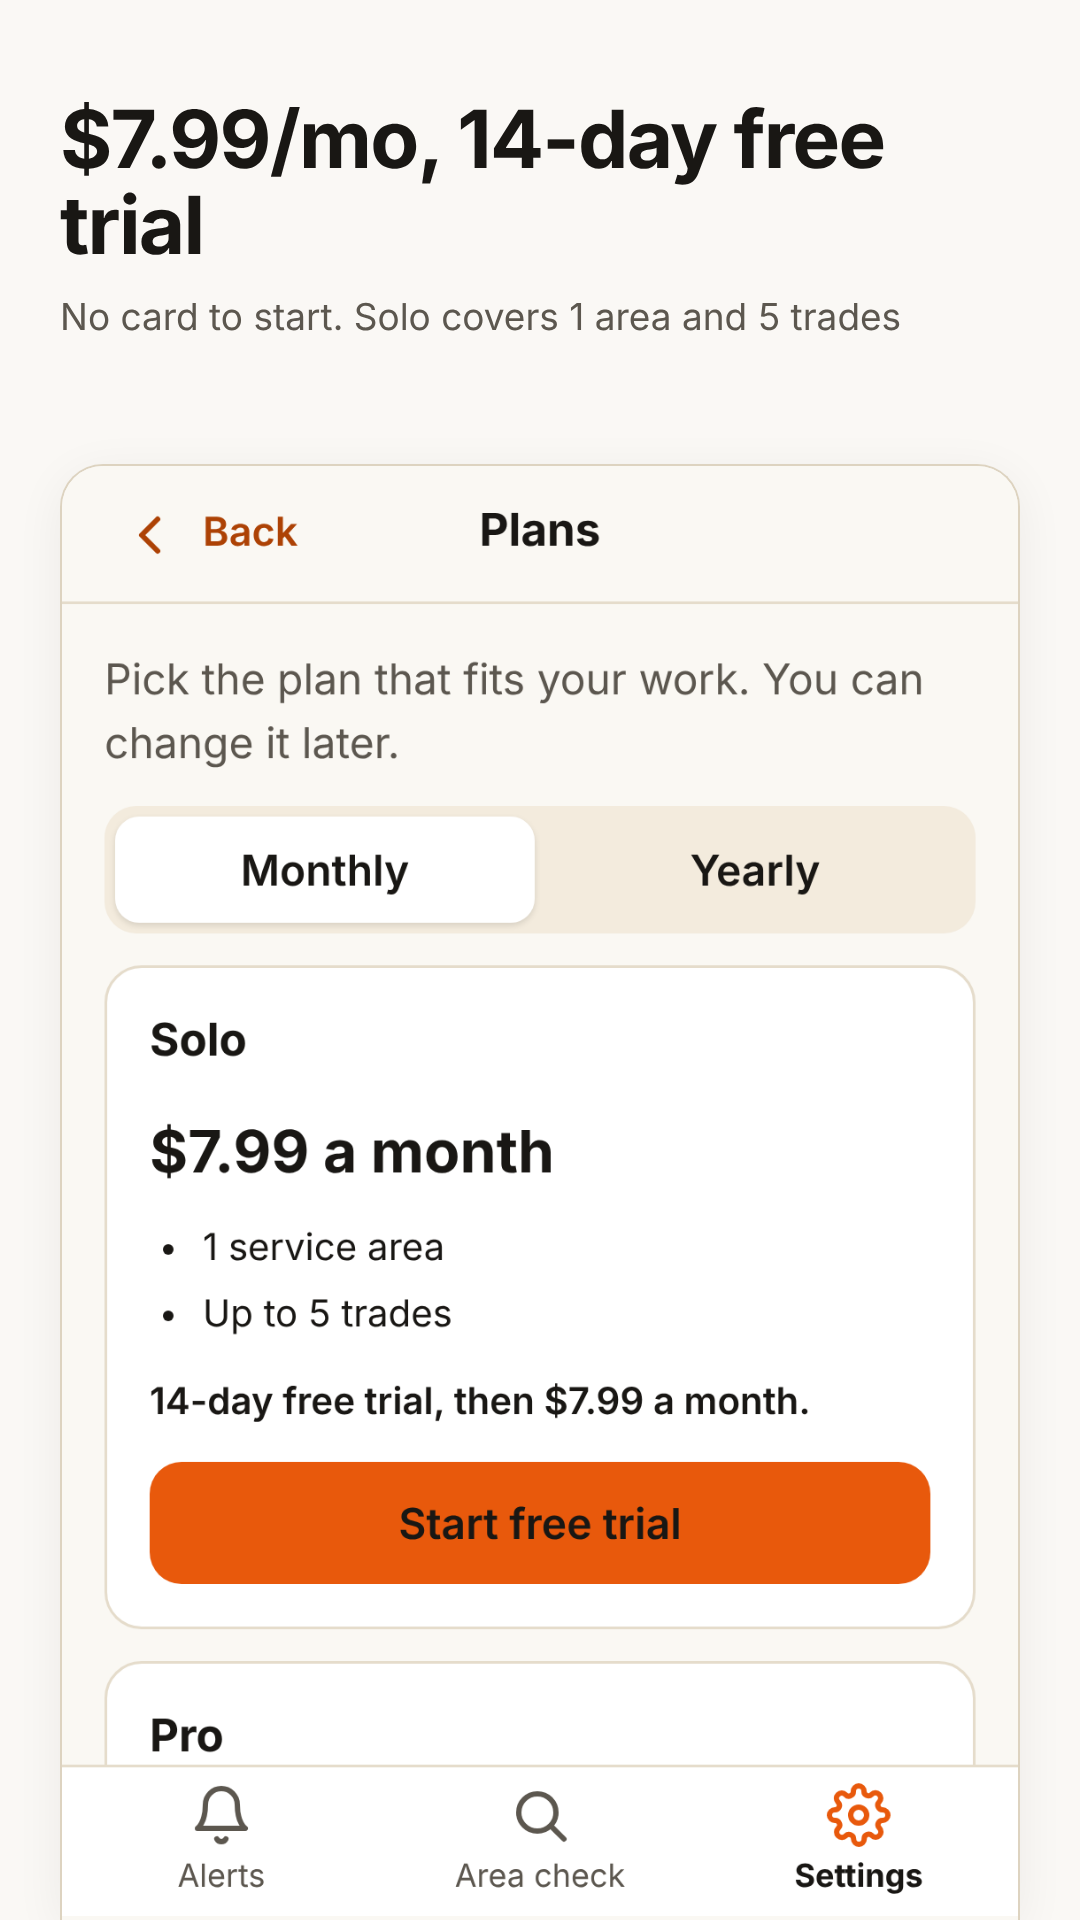 $7.99/mo, 14-day free
trial
No card to start. Solo covers 1 area and 5 trades
Back
Plans
Pick the plan that fits your work. You can
change it later.
Monthly
Yearly
Solo
$7.99 a month
• 1 service area
• Up to 5 trades
14-day free trial, then $7.99 a month.
Start free trial
Pro
Alerts
Area check
Settings